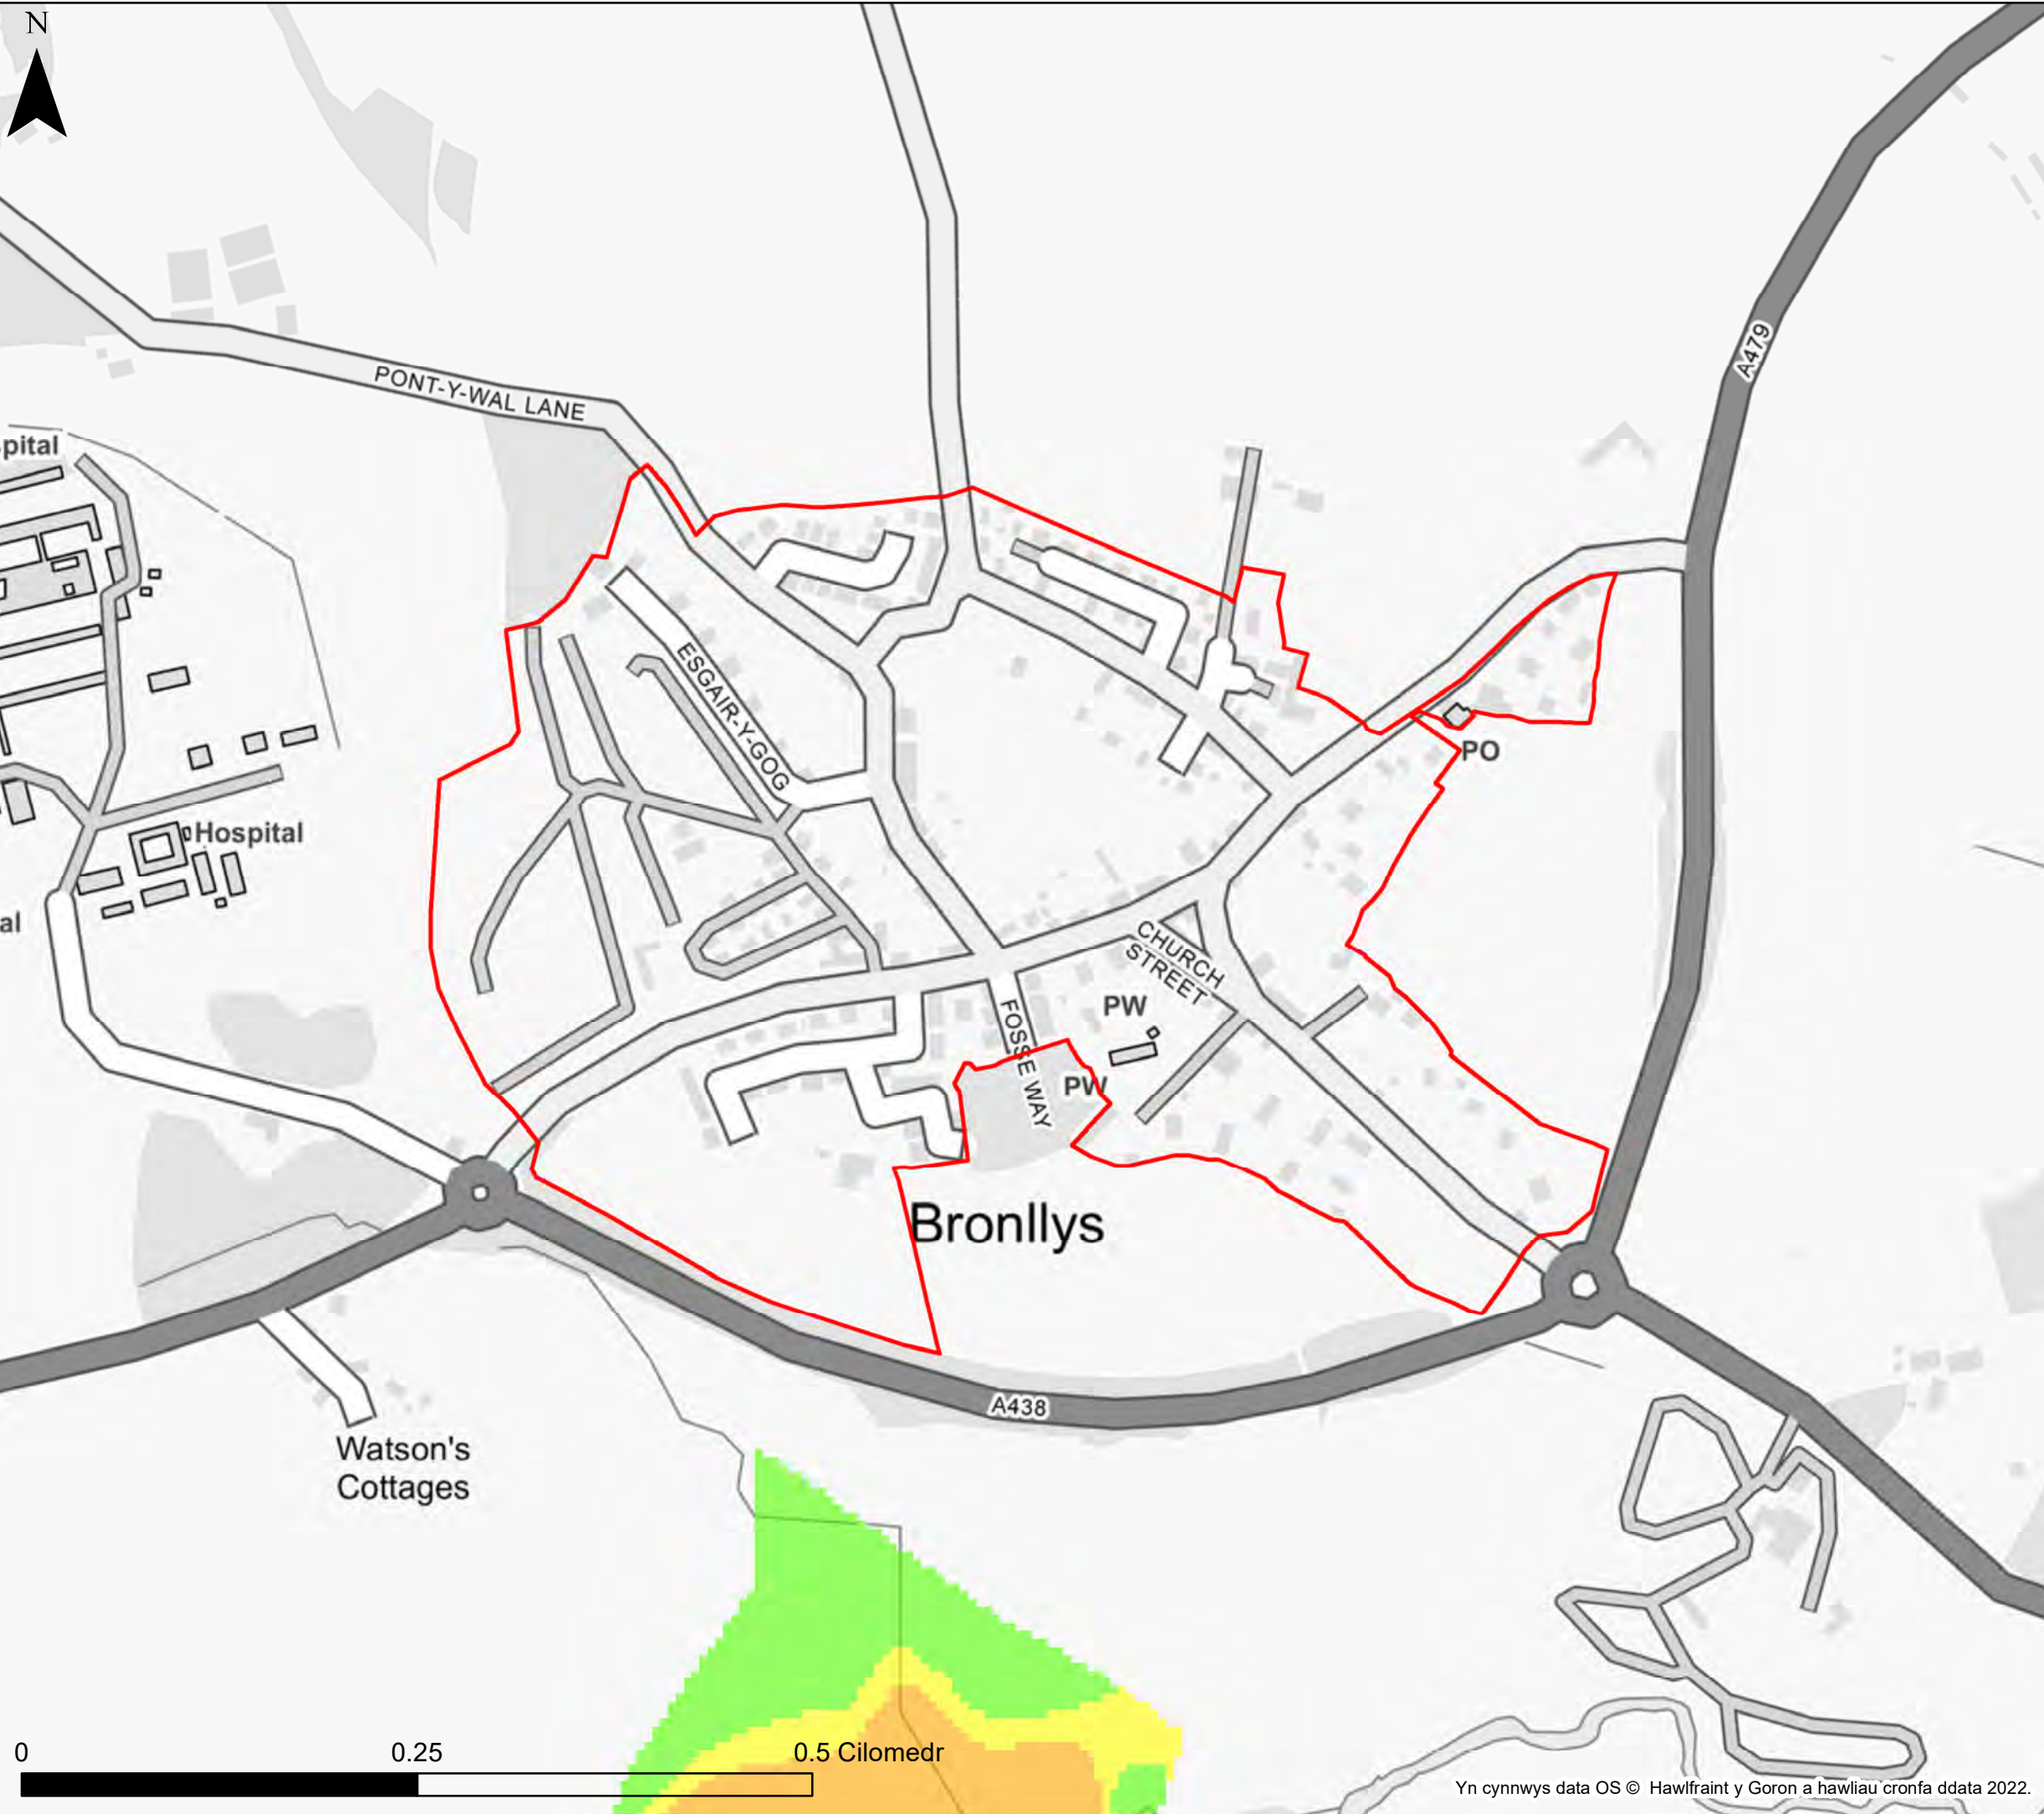 N
A479
PONT-Y-WAL LANE
spital
ESGAIR-Y-GOG
PO
Hospital
al
CHURCH
STREET
PW
FOSSE WAY
PW
Bronllys
A438
Watson's
Cottages
0 0.25 0.5 Cilomedr
Yn cynnwys data OS © Hawlfraint y Goron a hawliau cronfa ddata 2022.